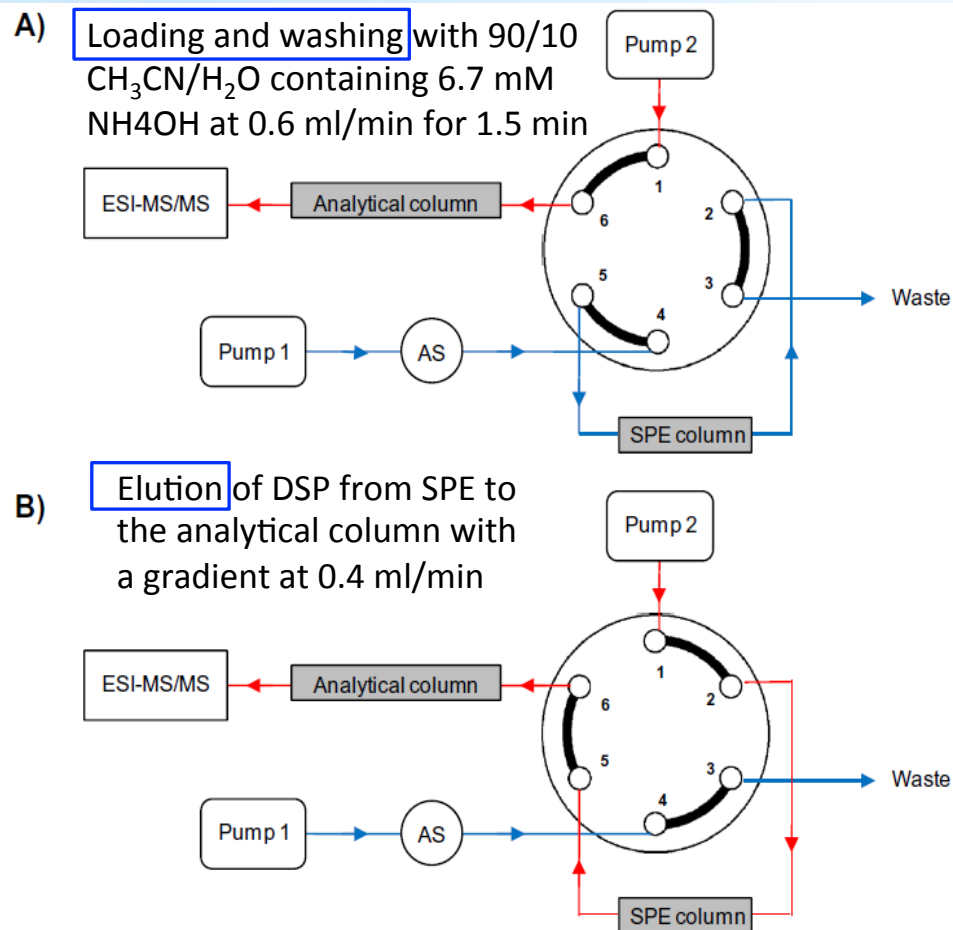 A) Loading and washing with 90/10
CH₃CN/H₂O containing 6.7 mM
NH4OH at 0.6 ml/min for 1.5 min
Pump 2
1
ESI-MS/MS
Analytical column
6
2
5
3
Waste
4
Pump 1
AS
SPE column
B) Elution of DSP from SPE to
the analytical column with
a gradient at 0.4 ml/min
Pump 2
1
ESI-MS/MS
Analytical column
6
2
5
3
Waste
4
Pump 1
AS
SPE column